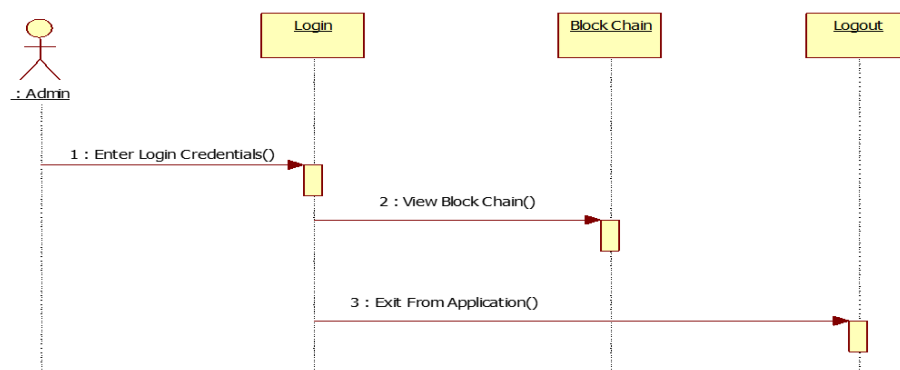 Login
Block Chain
Logout
: Admin
1 : Enter Login Credentials()
2 : View Block Chain()
3 : Exit From Application()